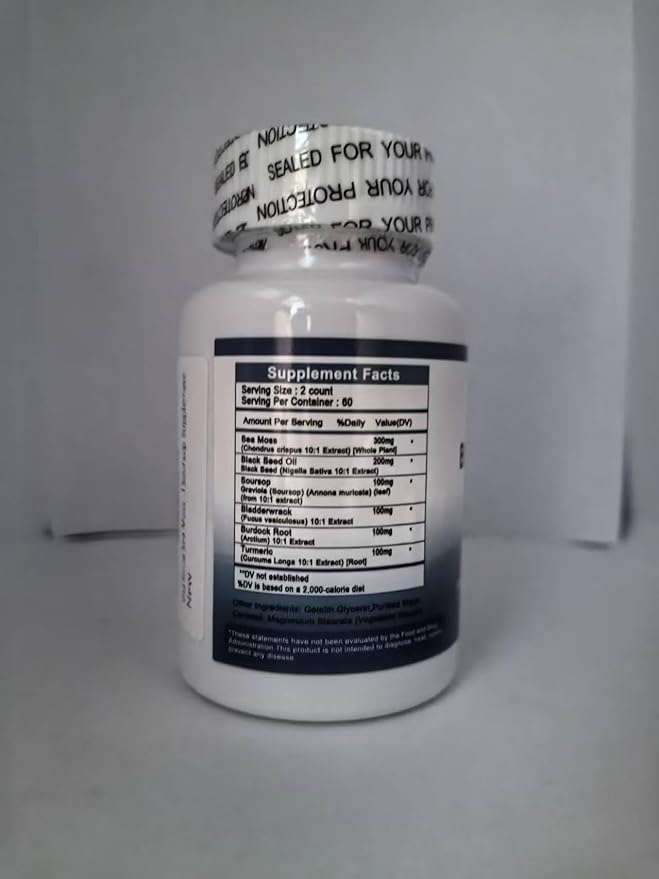 SEALED FOR YOUR
YOUR PROTECTION
FOR YOUR
Supplement Facts
Serving Size : 2 count
Serving Per Container : 60
Amount Per Serving %Daily Value(DV)
Sea Moss 300mg *
(Chondrus crispus 10:1 Extract) [Whole Plant]
Black Seed Oil 200mg *
Black Seed (Nigella Sativa 10:1 Extract)
Soursop 100mg *
Graviola (Soursop) (Annona muricata) (leaf)
(from 10:1 extract)
Bladderwrack 100mg *
(Fucus vesiculosus) 10:1 Extract
Burdock Root 100mg *
(Arctium) 10:1 Extract
Turmeric 100mg *
(Curcuma Longa 10:1 Extract) [Root]
**DV not established
%DV is based on a 2,000-calorie diet
Other Ingredients: Gelatin,Glycerin,Purified Water
Magnesium Stearate
*These statements have not been evaluated by the Food and Drug
Administration This product is not intended to diagnose, treat,
prevent any disease
New